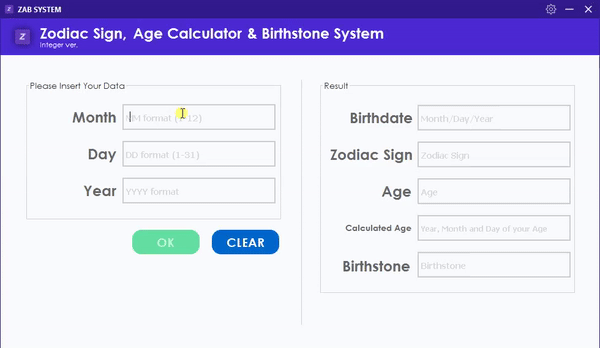 Z ZAB SYSTEM
Z
Zodiac Sign, Age Calculator & Birthstone System
Integer ver.
Please Insert Your Data
Month
MM format (1-12)
Day
DD format (1-31)
Year
YYYY format
OK
CLEAR
Result
Birthdate
Month/Day/Year
Zodiac Sign
Zodiac Sign
Age
Age
Calculated Age
Year, Month and Day of your Age
Birthstone
Birthstone